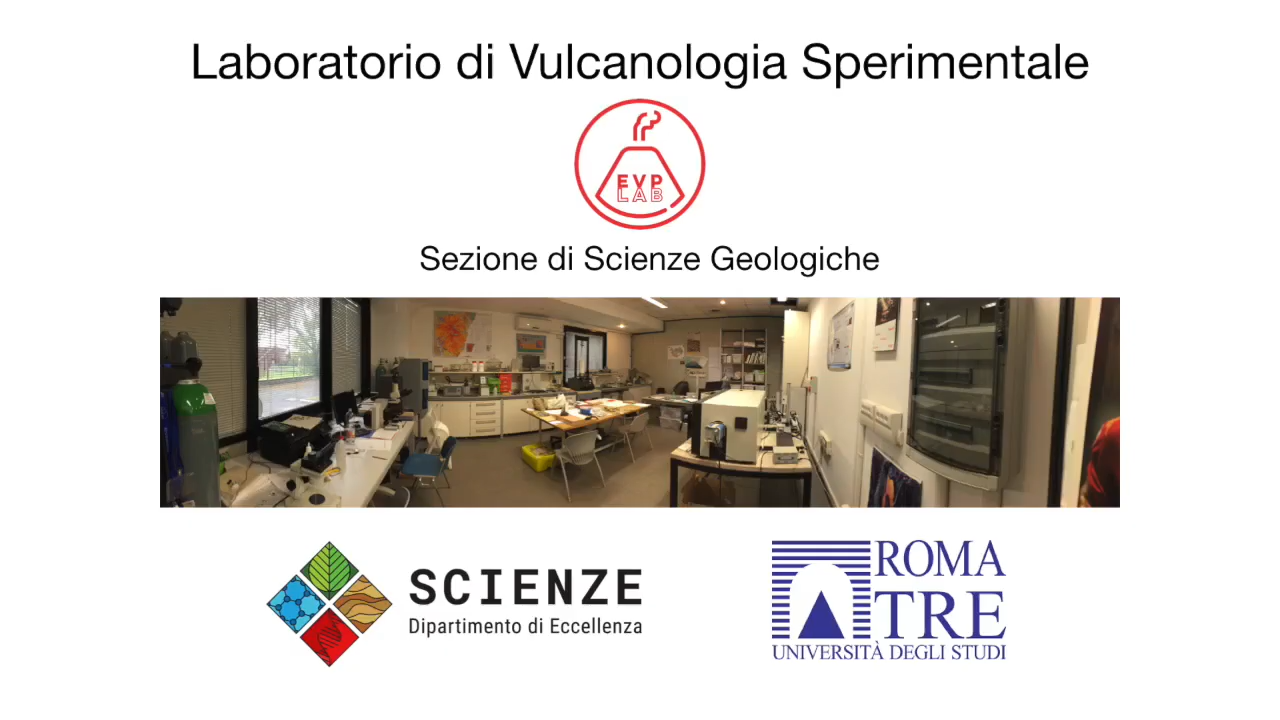 Laboratorio di Vulcanologia Sperimentale
EVP
LAB
Sezione di Scienze Geologiche
SCIENZE
Dipartimento di Eccellenza
ROMA
TRE
UNIVERSITÀ DEGLI STUDI